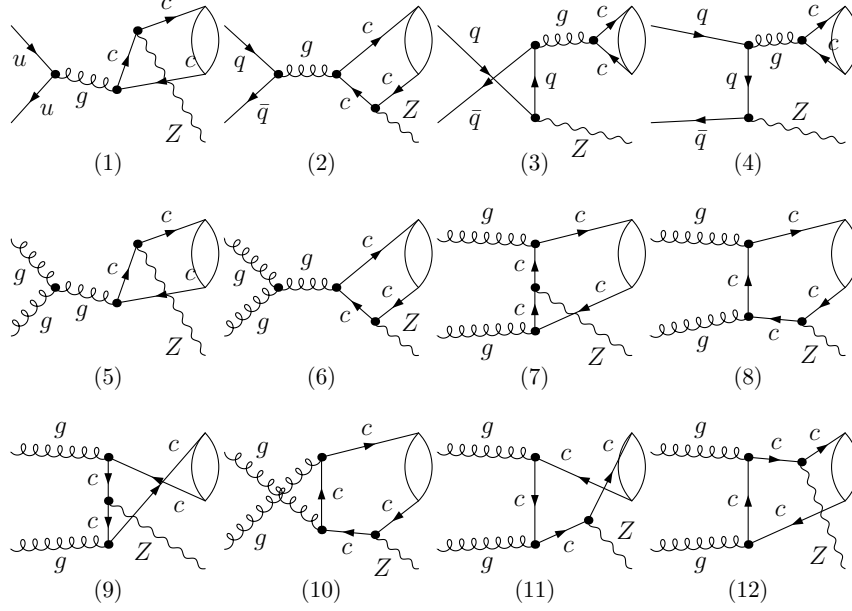 u u g c c c Z
(1)
q q̄ g c c c Z
(2)
q q̄ q g c c Z
(3)
q q̄ q g c c Z
(4)
g g g c c c Z
(5)
g g g c c c Z
(6)
g g c c c c Z
(7)
g g c c c c Z
(8)
g g c c c c Z
(9)
g g c c c c Z
(10)
g g c c c c Z
(11)
g g c c c c Z
(12)